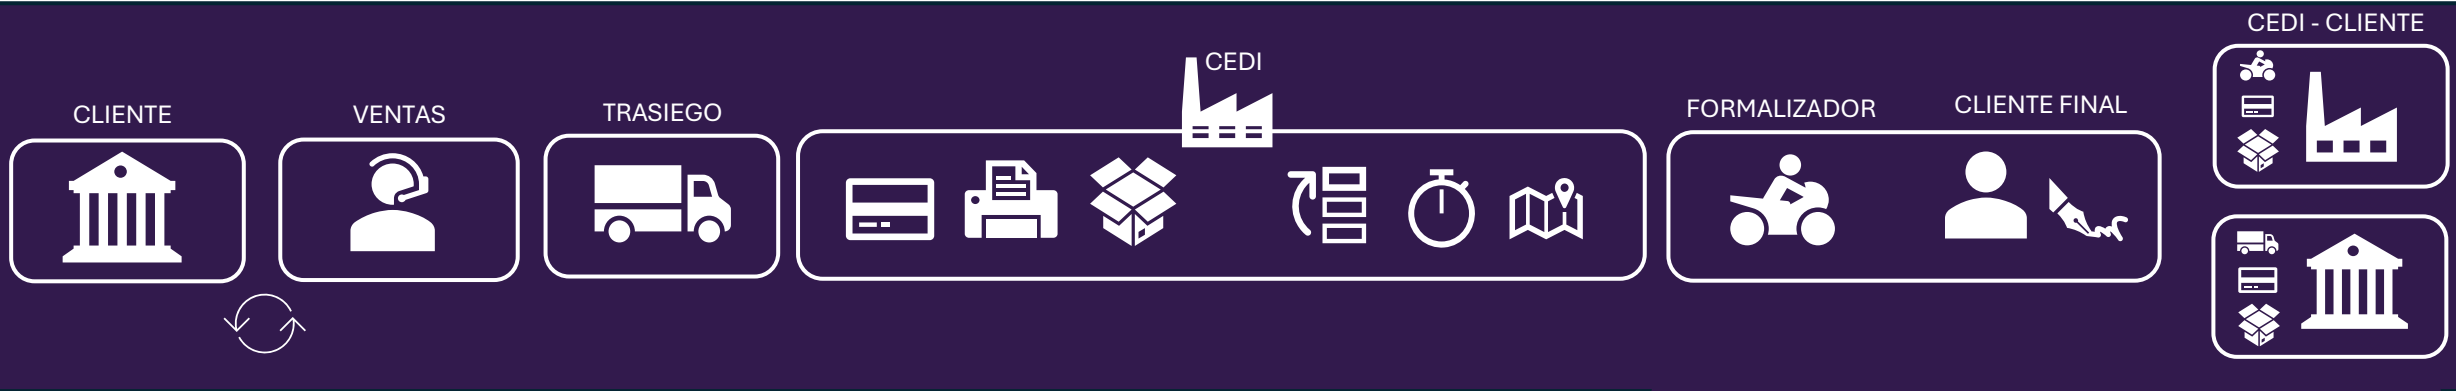 CLIENTE
VENTAS
TRASIEGO
CEDI
FORMALIZADOR
CLIENTE FINAL
CEDI - CLIENTE